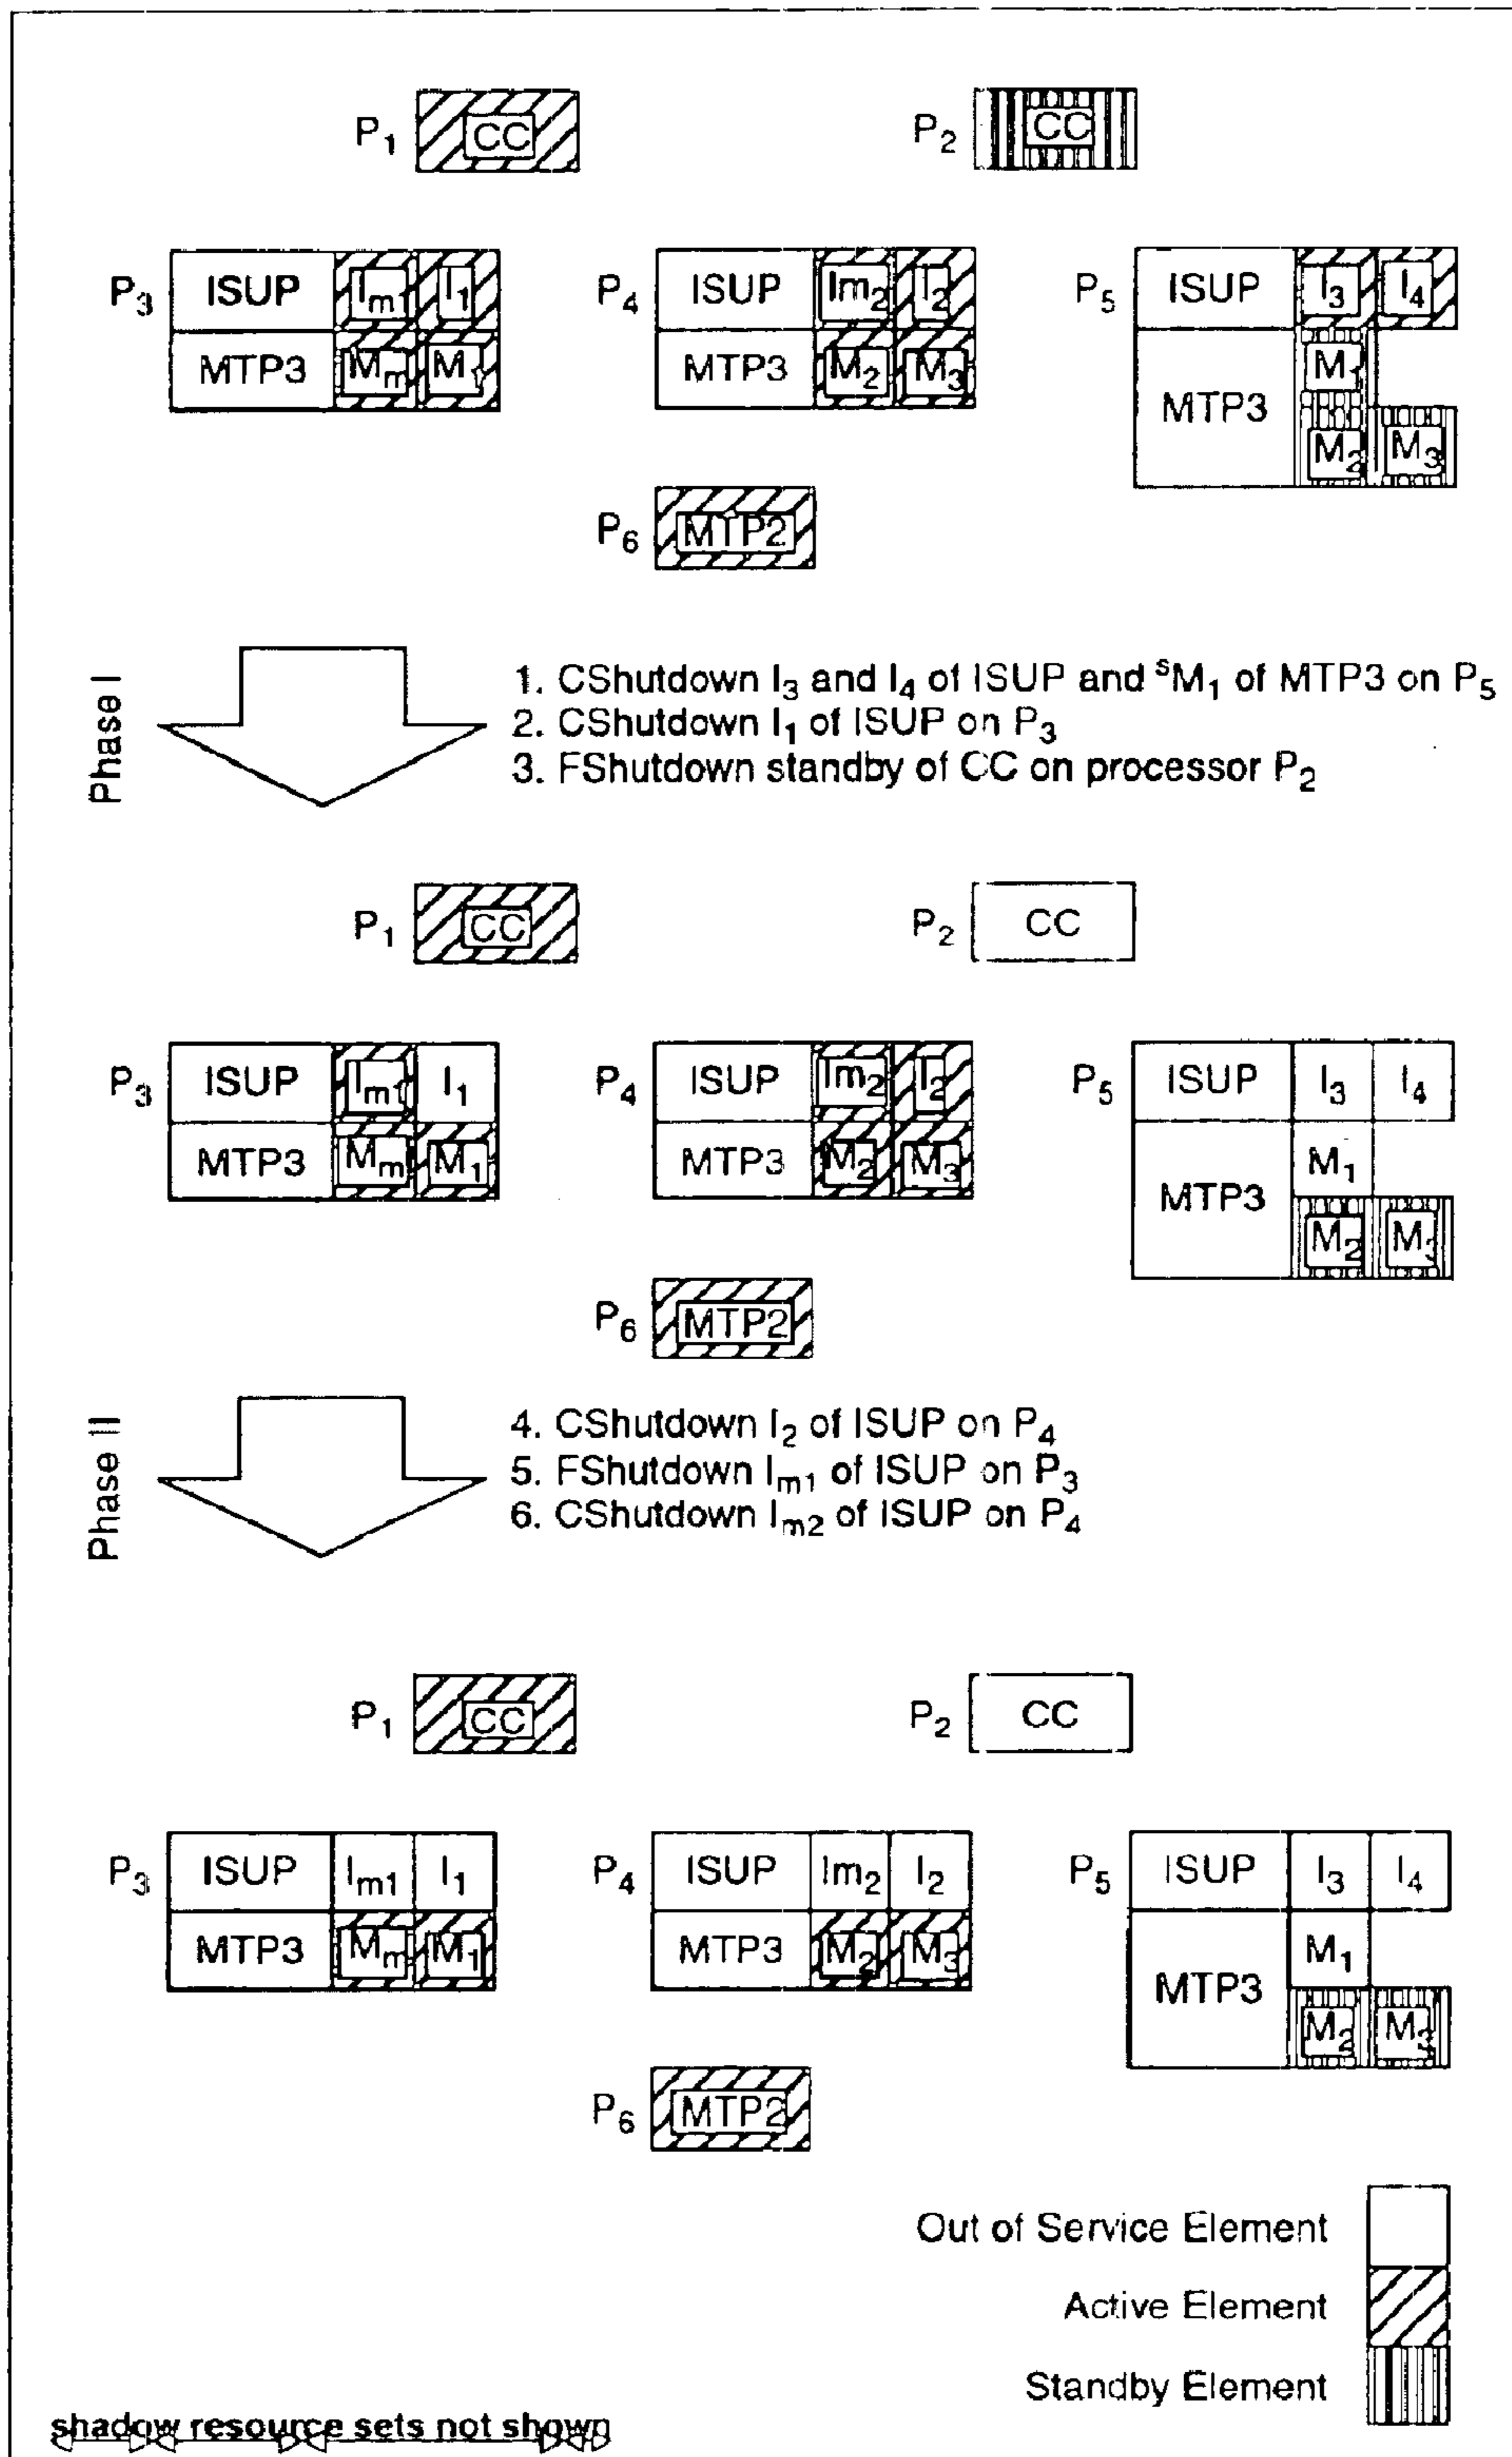 P1 CC P2 CC
P3 ISUP Im1 I1 P4 ISUP Im2 I2 P5 ISUP I3 I4
MTP3 Mm M1 MTP3 M2 M3 MTP3 M1
M2 M3
P6 MTP2
Phase I
1. CShutdown I3 and I4 of ISUP and sM1 of MTP3 on P5
2. CShutdown I1 of ISUP on P3
3. FShutdown standby of CC on processor P2
P1 CC P2 CC
P3 ISUP Im1 I1 P4 ISUP Im2 I2 P5 ISUP I3 I4
MTP3 Mm M1 MTP3 M2 M3 MTP3 M1
M2 M3
P6 MTP2
Phase II
4. CShutdown I2 of ISUP on P4
5. FShutdown Im1 of ISUP on P3
6. CShutdown Im2 of ISUP on P4
P1 CC P2 CC
P3 ISUP Im1 I1 P4 ISUP Im2 I2 P5 ISUP I3 I4
MTP3 Mm M1 MTP3 M2 M3 MTP3 M1
M2 M3
P6 MTP2
Out of Service Element
Active Element
Standby Element
shadow resource sets not shown